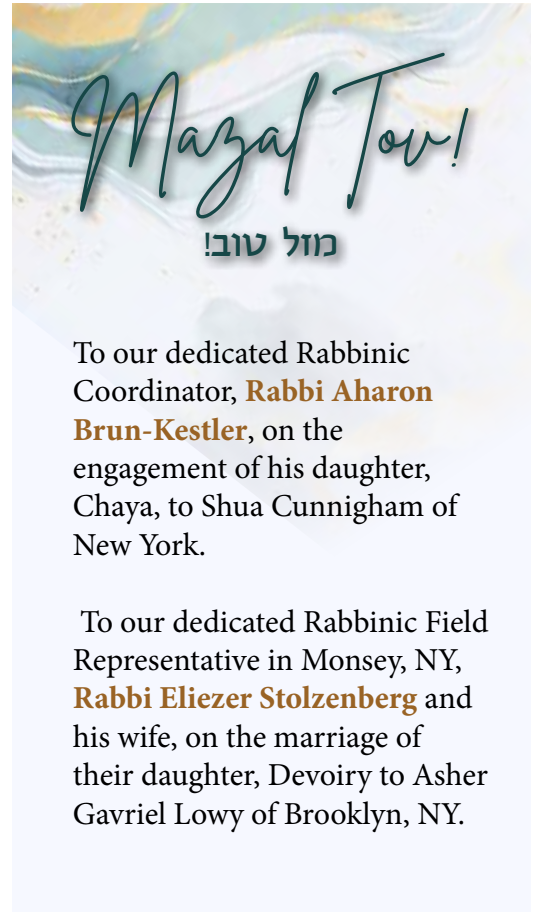 Mazal Tov!
מזל טוב!
To our dedicated Rabbinic
Coordinator, Rabbi Aharon
Brun-Kestler, on the
engagement of his daughter,
Chaya, to Shua Cunnigham of
New York.
To our dedicated Rabbinic Field
Representative in Monsey, NY,
Rabbi Eliezer Stolzenberg and
his wife, on the marriage of
their daughter, Devoiry to Asher
Gavriel Lowy of Brooklyn, NY.